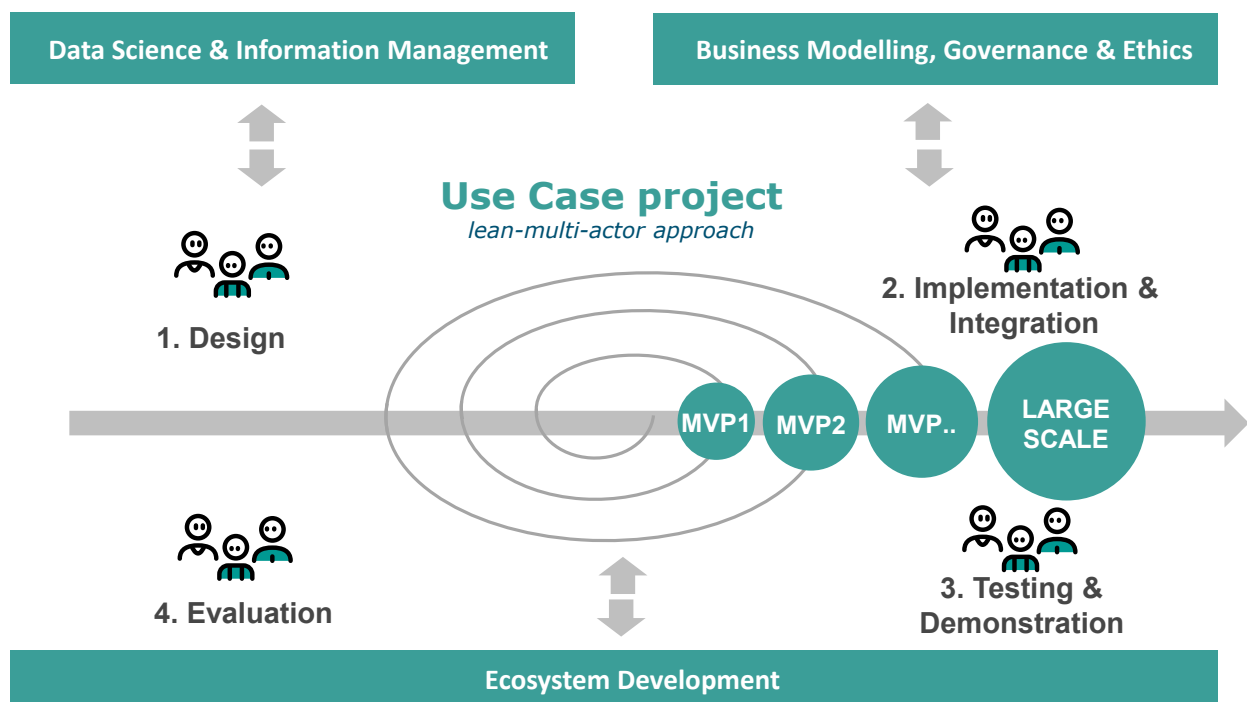 Data Science & Information Management
Business Modelling, Governance & Ethics
Use Case project
lean-multi-actor approach
1. Design
2. Implementation &
Integration
MVP1
MVP2
MVP..
LARGE
SCALE
4. Evaluation
3. Testing &
Demonstration
Ecosystem Development